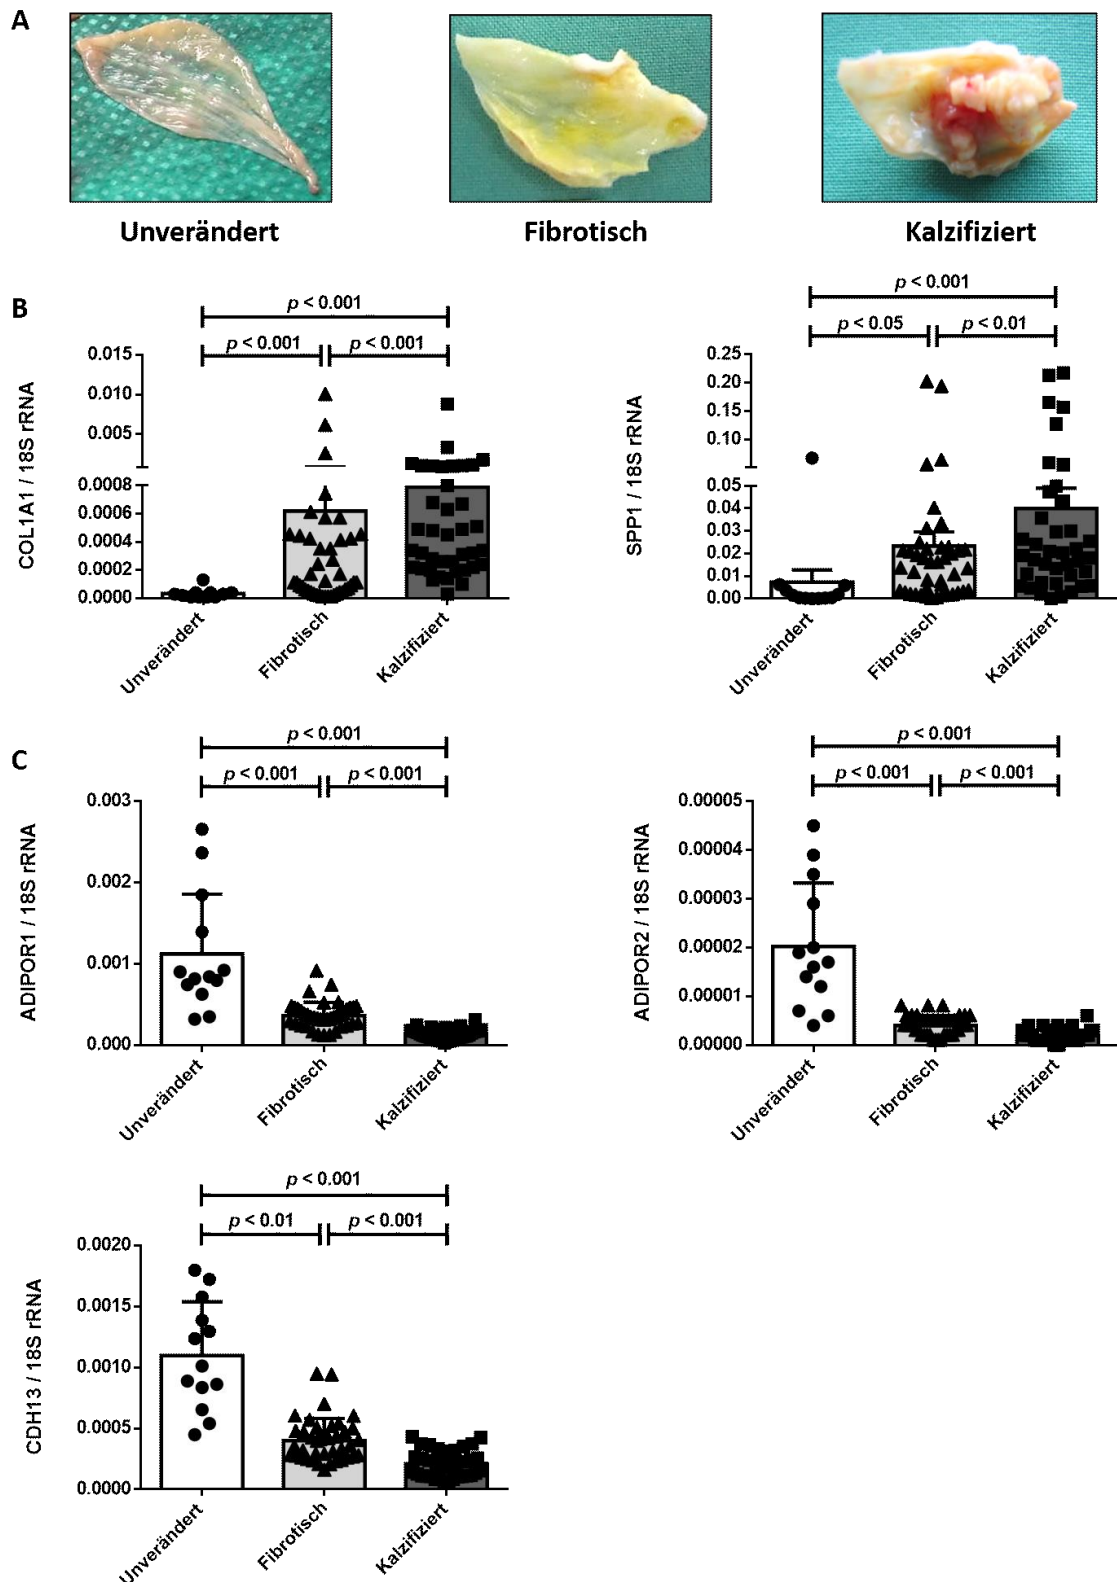 A
Unverändert
Fibrotisch
Kalzifiziert
B
p < 0.001
p < 0.001
p < 0.001
COL1A1 / 18S rRNA
0.015
0.010
0.005
0.0008
0.0006
0.0004
0.0002
0.0000
Unverändert
Fibrotisch
Kalzifiziert
p < 0.001
p < 0.05
p < 0.01
SPP1 / 18S rRNA
0.25
0.20
0.15
0.10
0.05
0.04
0.03
0.02
0.01
0.00
Unverändert
Fibrotisch
Kalzifiziert
C
p < 0.001
p < 0.001
p < 0.001
ADIPOR1 / 18S rRNA
0.003
0.002
0.001
0.000
Unverändert
Fibrotisch
Kalzifiziert
p < 0.001
p < 0.001
p < 0.001
ADIPOR2 / 18S rRNA
0.00005
0.00004
0.00003
0.00002
0.00001
0.00000
Unverändert
Fibrotisch
Kalzifiziert
p < 0.001
p < 0.01
p < 0.001
CDH13 / 18S rRNA
0.0020
0.0015
0.0010
0.0005
0.0000
Unverändert
Fibrotisch
Kalzifiziert